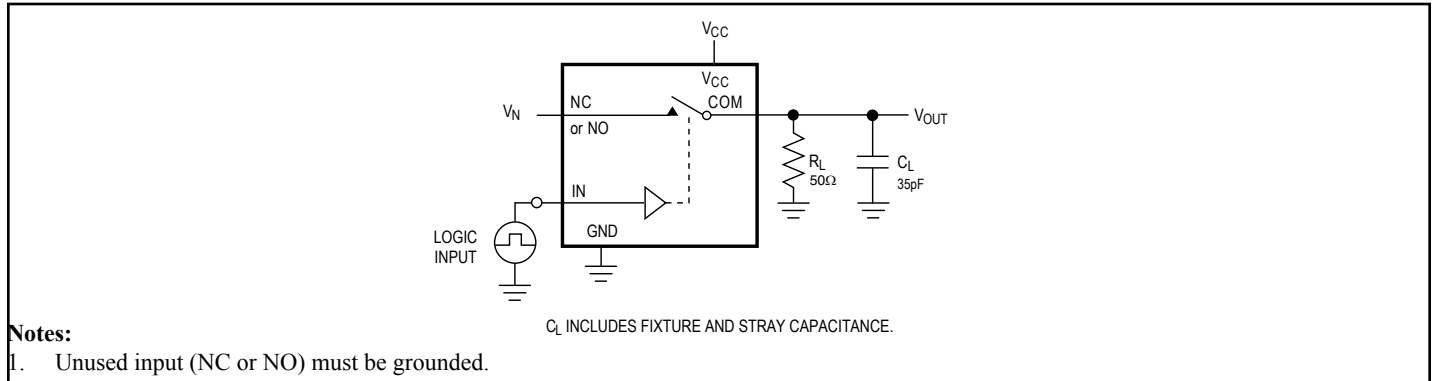 VCC
VCC
VN
NC
or NO
COM
VOUT
RL
50Ω
CL
35pF
IN
LOGIC
INPUT
GND
CL INCLUDES FIXTURE AND STRAY CAPACITANCE.
Notes:
1. Unused input (NC or NO) must be grounded.